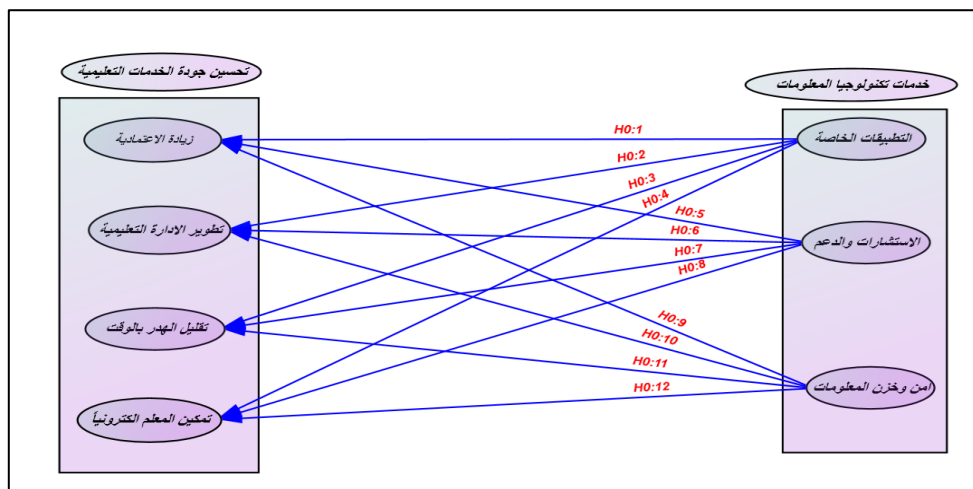 خدمات تكنولوجيا المعلومات
تحسين جودة الخدمات التعليمية
التطبيقات الخاصة
الاستشارات والدعم
امن وخزن المعلومات
زيادة الاعتمادية
تطوير الادارة التعليمية
تقليل الهدر بالوقت
تمكين المعلم الكترونياً
H0:1
H0:2
H0:3
H0:4
H0:5
H0:6
H0:7
H0:8
H0:9
H0:10
H0:11
H0:12